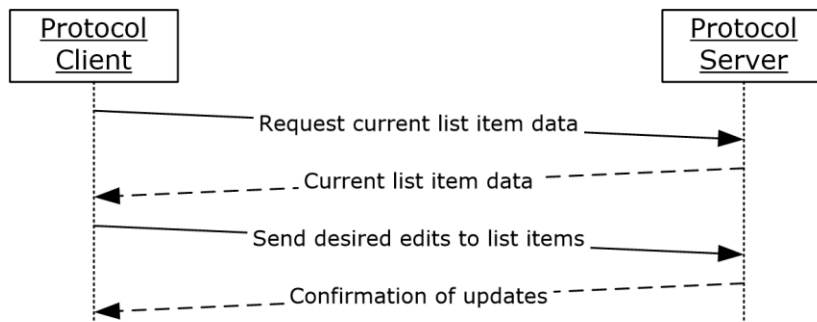 Protocol
Client
Protocol
Server
Request current list item data
Current list item data
Send desired edits to list items
Confirmation of updates